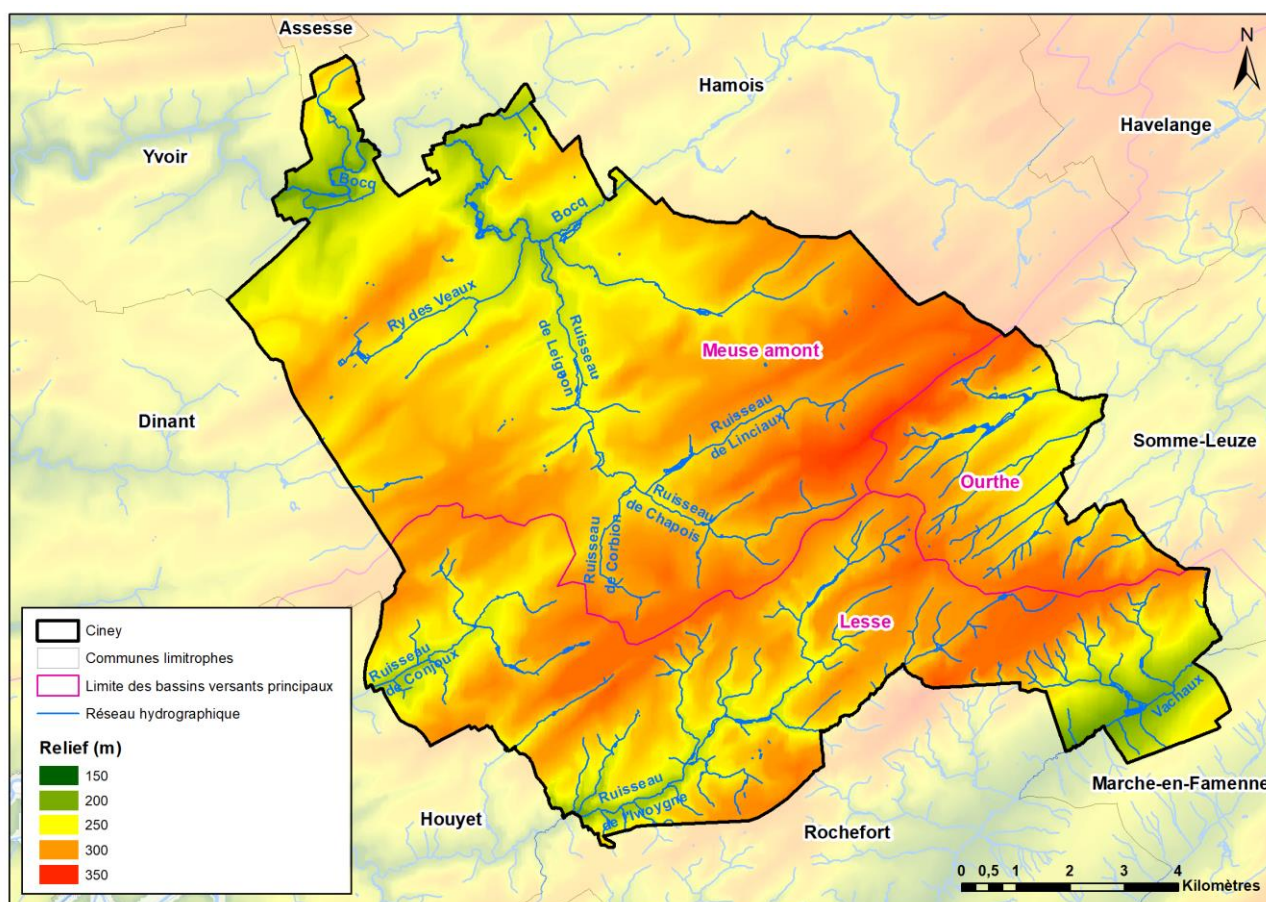 Assesse
N
Hamois
Havelange
Yvoir
Bocq
Bocq
Ry des Veaux
Ruisseau
de Leignon
Meuse amont
Dinant
Ruisseau
de Linciaux
Somme-Leuze
Ourthe
Ruisseau
de Chapois
Ruisseau
de Corbion
Lesse
Ruisseau
de Conjoux
Vachaux
Ruisseau
de l'Iwoygne
Marche-en-Famenne
Houyet
Rochefort
Ciney
Communes limitrophes
Limite des bassins versants principaux
Réseau hydrographique
Relief (m)
150
200
250
300
350
0 0,5 1 2 3 4
Kilomètres